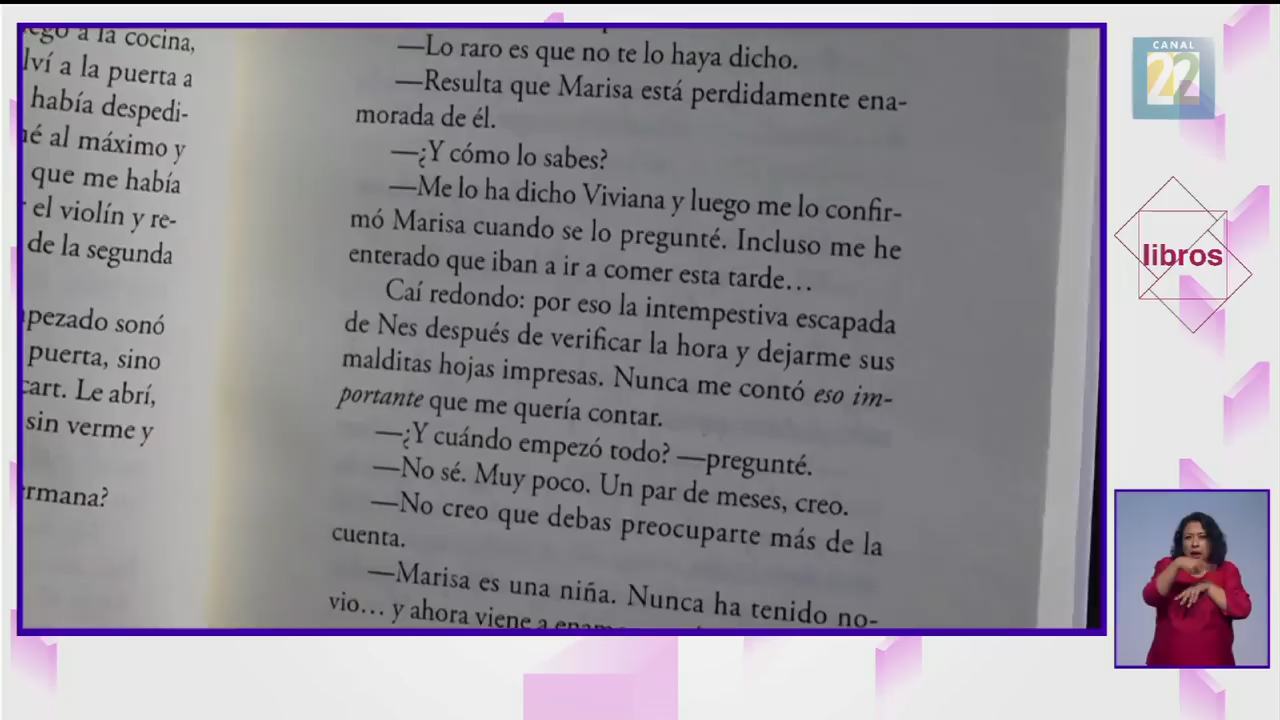 a la cocina,
lví a la puerta a
había despedi-
né al máximo y
que me había
el violín y re-
de la segunda
pezado sonó
puerta, sino
cart. Le abrí,
sin verme y
rmana?
—Lo raro es que no te lo haya dicho.
—Resulta que Marisa está perdidamente ena-
morada de él.
—¿Y cómo lo sabes?
—Me lo ha dicho Viviana y luego me lo confir-
mó Marisa cuando se lo pregunté. Incluso me he
enterado que iban a ir a comer esta tarde…
Caí redondo: por eso la intempestiva escapada
de Nes después de verificar la hora y dejarme sus
malditas hojas impresas. Nunca me contó eso im-
portante que me quería contar.
—¿Y cuándo empezó todo? —pregunté.
—No sé. Muy poco. Un par de meses, creo.
—No creo que debas preocuparte más de la
cuenta.
—Marisa es una niña. Nunca ha tenido no-
vio… y ahora viene a
CANAL
22
libros